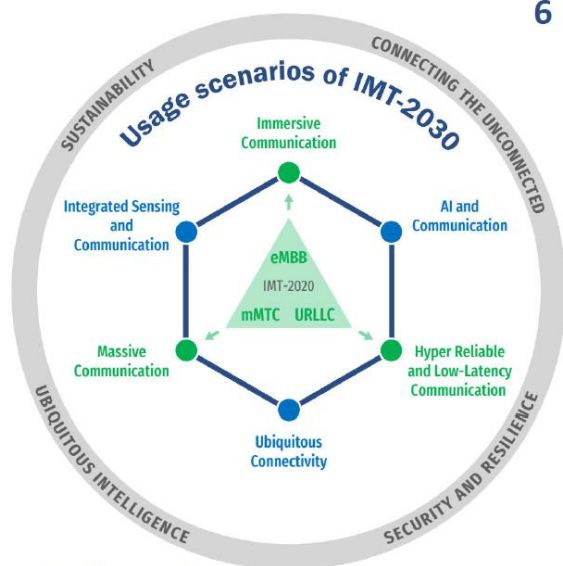 6
SUSTAINABILITY
CONNECTING THE UNCONNECTED
Usage scenarios of IMT-2030
Immersive
Communication
Integrated Sensing
and
Communication
AI and
Communication
eMBB
IMT-2020
mMTC URLLC
Massive
Communication
Hyper Reliable
and Low-Latency
Communication
Ubiquitous
Connectivity
UBIQUITOUS INTELLIGENCE
SECURITY AND RESILIENCE